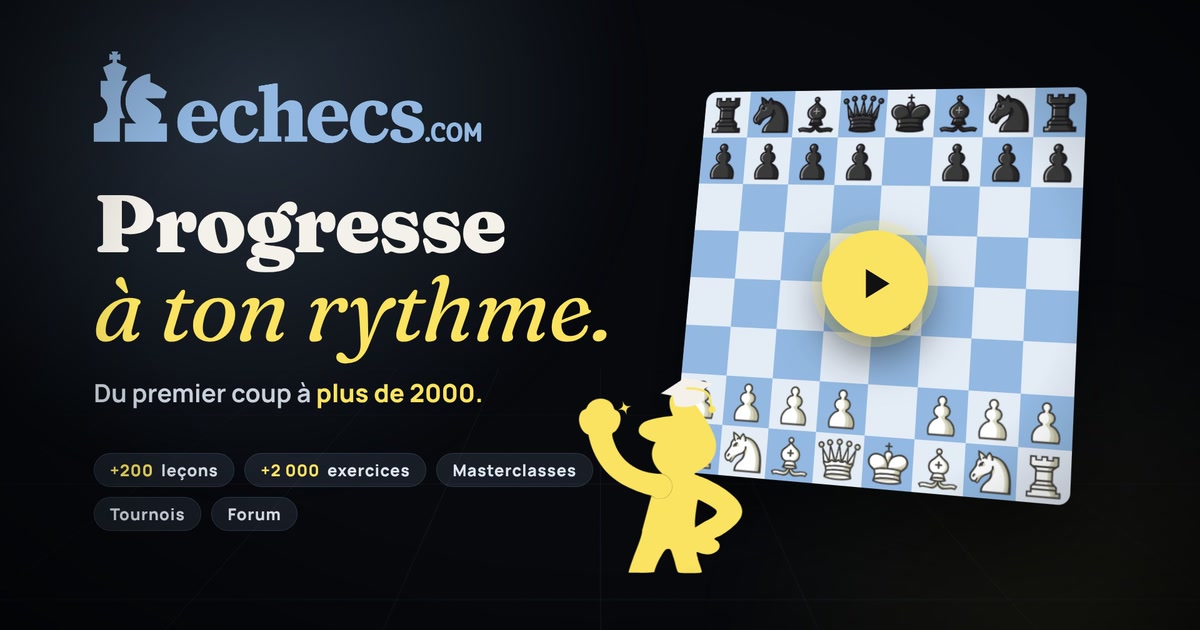 echecs.COM
Progresse
à ton rythme.
Du premier coup à plus de 2000.
+200 leçons
+2 000 exercices
Masterclasses
Tournois
Forum